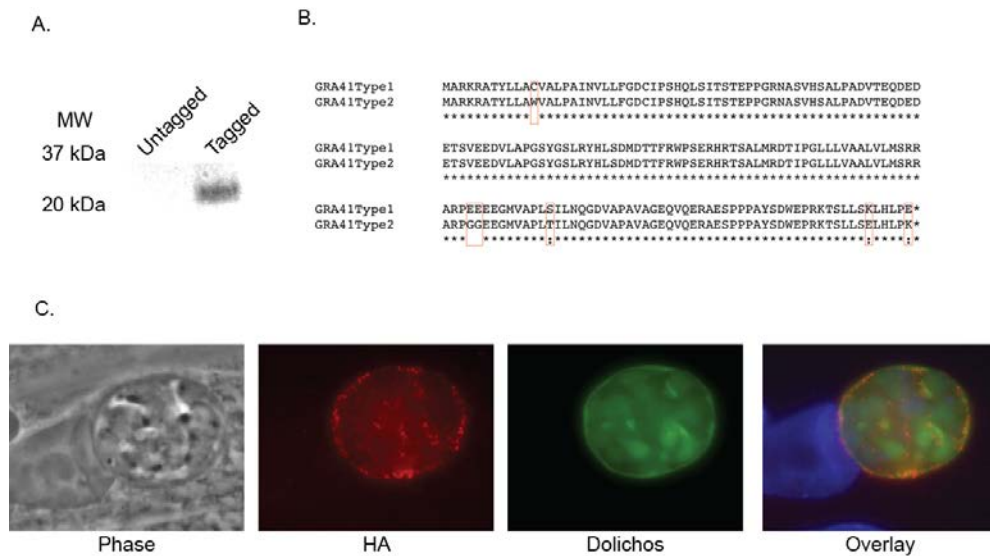 A.
MW
Untagged
Tagged
37 kDa
20 kDa
B.
GRA41Type1 MARKRATYLLACVALPAINVLLFGDCIPSHQLSITSTEPPGRNASVHSALPADVTEQDED
GRA41Type2 MARKRATYLLAWVALPAINVLLFGDCIPSHQLSITSTEPPGRNASVHSALPADVTEQDED
*********** ************************************************
GRA41Type1 ETSVEEDVLAPGSYGSLRYHLSDMDTTFRWPSERHRTSALMRDTIPGLLLVAALVLMSRR
GRA41Type2 ETSVEEDVLAPGSYGSLRYHLSDMDTTFRWPSERHRTSALMRDTIPGLLLVAALVLMSRR
************************************************************
GRA41Type1 ARPEEEEGMVAPLSILNQGDVAPAVAGEQVQERAESPPPAYSDWEPRKTSLLSKLHLPE*
GRA41Type2 ARPGGEEGMVAPLTILNQGDVAPAVAGEQVQERAESPPPAYSDWEPRKTSLLSELHLPK*
*** ********:***************************************:*****:*
C.
Phase
HA
Dolichos
Overlay